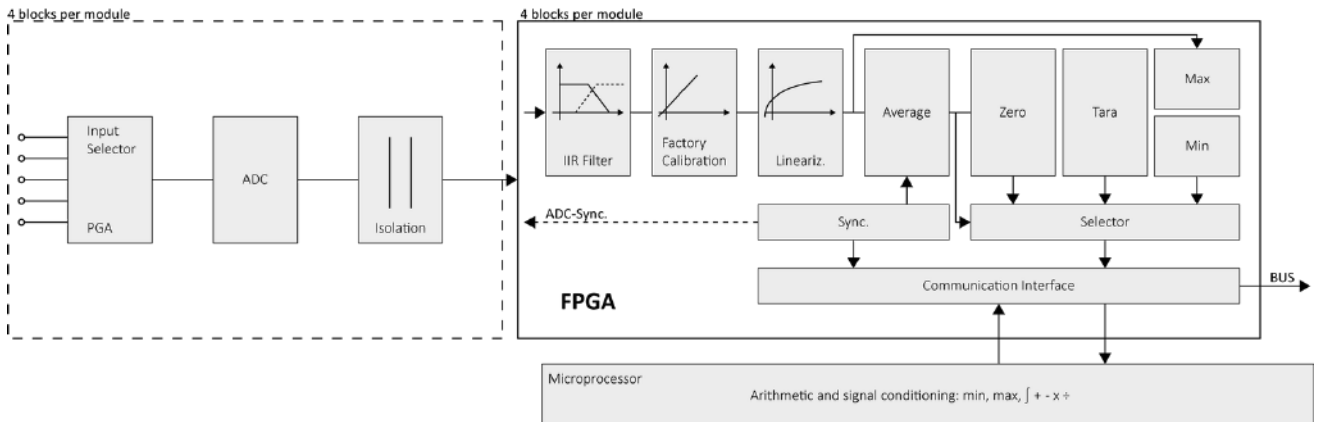 4 blocks per module
4 blocks per module
Input
Selector
PGA
ADC
Isolation
IIR Filter
Factory
Calibration
Lineariz.
Average
Zero
Tara
Max
Min
ADC-Sync.
Sync.
Selector
Communication Interface
BUS
FPGA
Microprocessor
Arithmetic and signal conditioning: min, max, ∫ + - x ÷